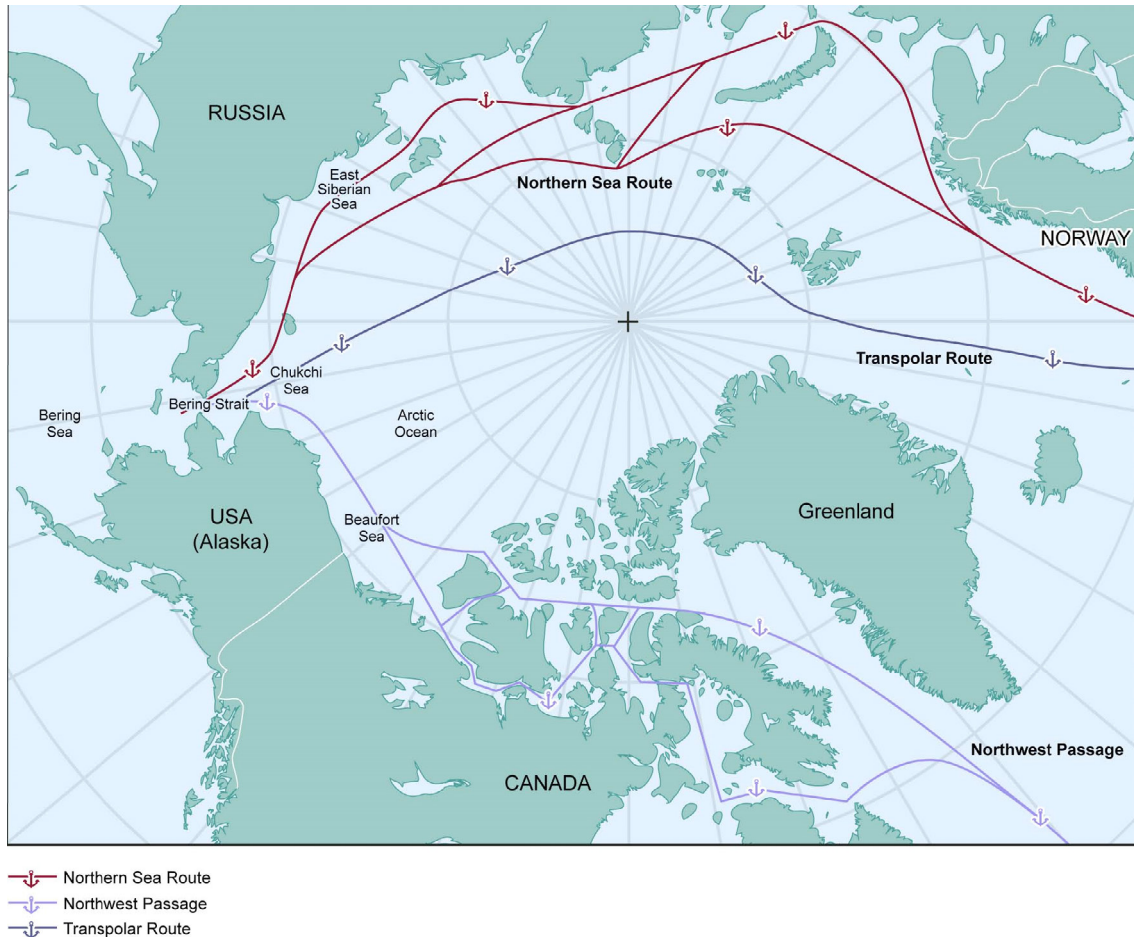 RUSSIA
East
Siberian
Sea
Northern Sea Route
NORWAY
Transpolar Route
Chukchi
Sea
Bering Strait
Bering
Sea
Arctic
Ocean
USA
(Alaska)
Beaufort
Sea
Greenland
Northwest Passage
CANADA
Northern Sea Route
Northwest Passage
Transpolar Route